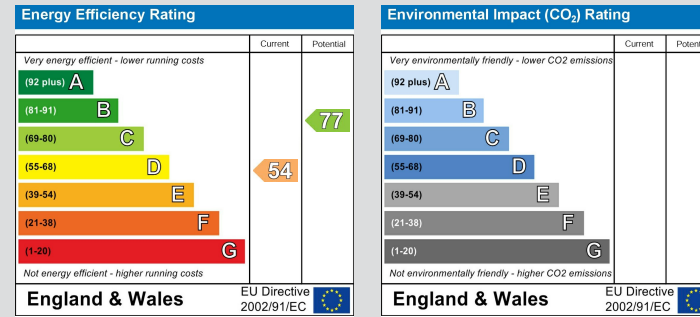 Energy Efficiency Rating
Current Potential
Very energy efficient - lower running costs
(92 plus) A
(81-91) B
(69-80) C
(55-68) D
(39-54) E
(21-38) F
(1-20) G
77
54
Not energy efficient - higher running costs
England & Wales
EU Directive
2002/91/EC
Environmental Impact (CO₂) Rating
Current Potent
Very environmentally friendly - lower CO2 emissions
(92 plus) A
(81-91) B
(69-80) C
(55-68) D
(39-54) E
(21-38) F
(1-20) G
Not environmentally friendly - higher CO2 emissions
England & Wales
EU Directive
2002/91/EC